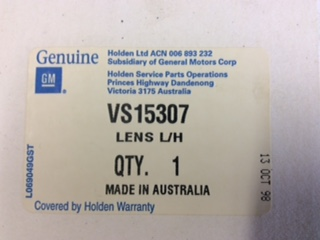 Genuine
GM
Holden Ltd ACN 006 893 232
Subsidiary of General Motors Corp
Holden Service Parts Operations
Princes Highway Dandenong
Victoria 3175 Australia
VS15307
LENS L/H
QTY. 1
MADE IN AUSTRALIA
Covered by Holden Warranty
L069049GST
13 OCT 98